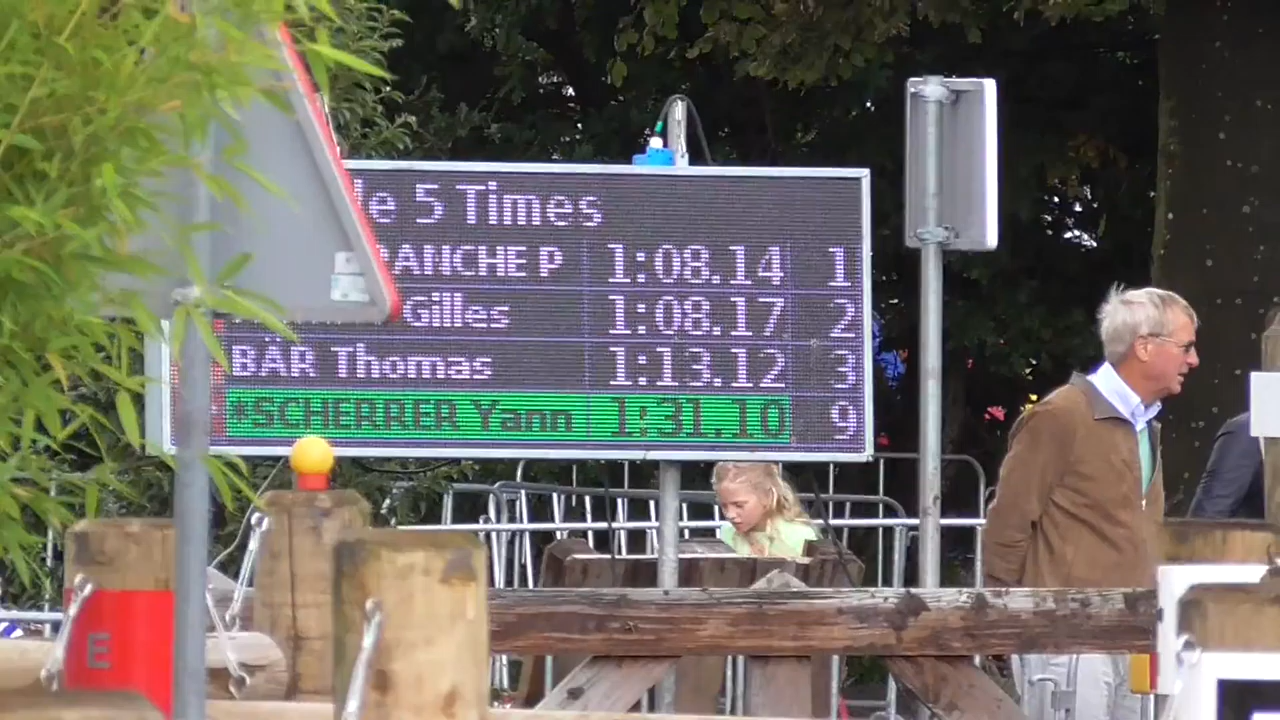 le 5 Times
ANCHE P 1:08.14 1
Gilles 1:08.17 2
BÄR Thomas 1:13.12 3
*SCHERRER Yann 1:31.10 9
E